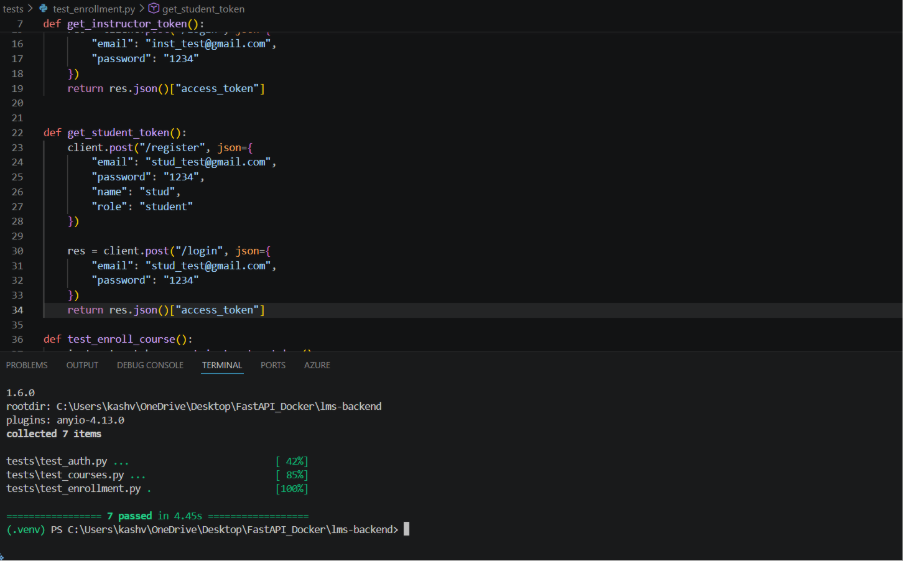 tests > test_enrollment.py > get_student_token
7 def get_instructor_token():
16 "email": "inst_test@gmail.com",
17 "password": "1234"
18 })
19 return res.json()["access_token"]
20
21
22 def get_student_token():
23 client.post("/register", json={
24 "email": "stud_test@gmail.com",
25 "password": "1234",
26 "name": "stud",
27 "role": "student"
28 })
29
30 res = client.post("/login", json={
31 "email": "stud_test@gmail.com",
32 "password": "1234"
33 })
34 return res.json()["access_token"]
35
36 def test_enroll_course():
PROBLEMS OUTPUT DEBUG CONSOLE TERMINAL PORTS AZURE
1.6.0
rootdir: C:\Users\kashv\OneDrive\Desktop\FastAPI_Docker\lms-backend
plugins: anyio-4.13.0
collected 7 items
tests\test_auth.py ... [ 42%]
tests\test_courses.py ... [ 85%]
tests\test_enrollment.py . [100%]
================= 7 passed in 4.45s ==================
(.venv) PS C:\Users\kashv\OneDrive\Desktop\FastAPI_Docker\lms-backend>